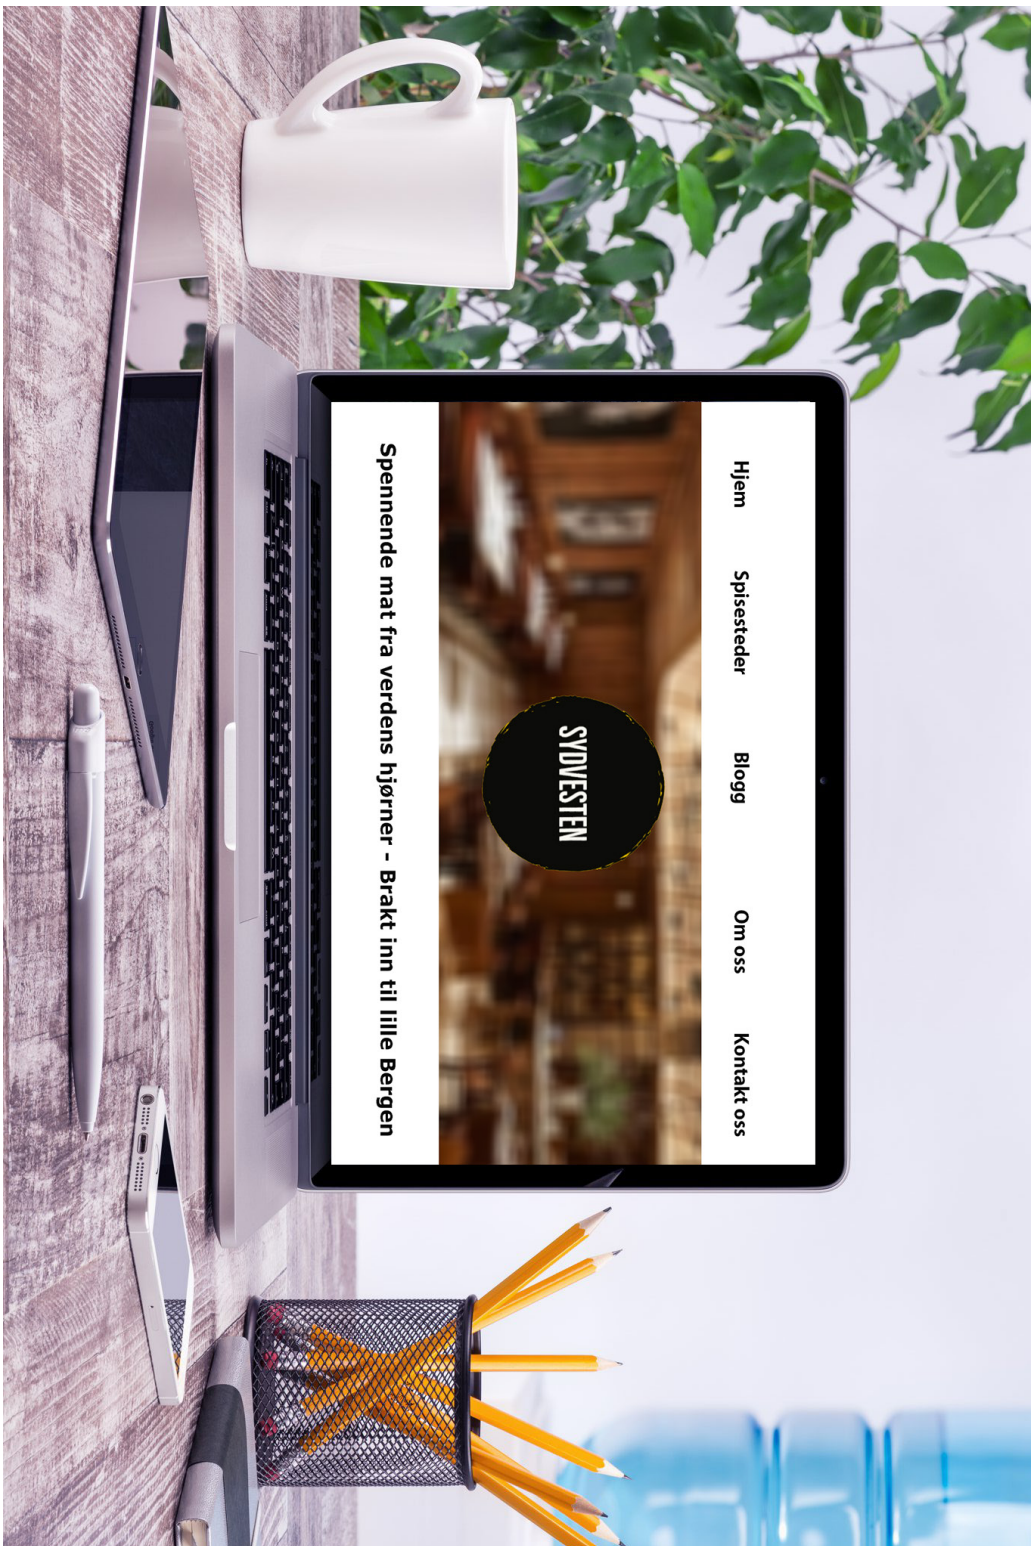 Hjem Spisesteder Blogg Om oss Kontakt oss
SYDVESTEN
Spennende mat fra verdens hjørner - Brakt inn til lille Bergen